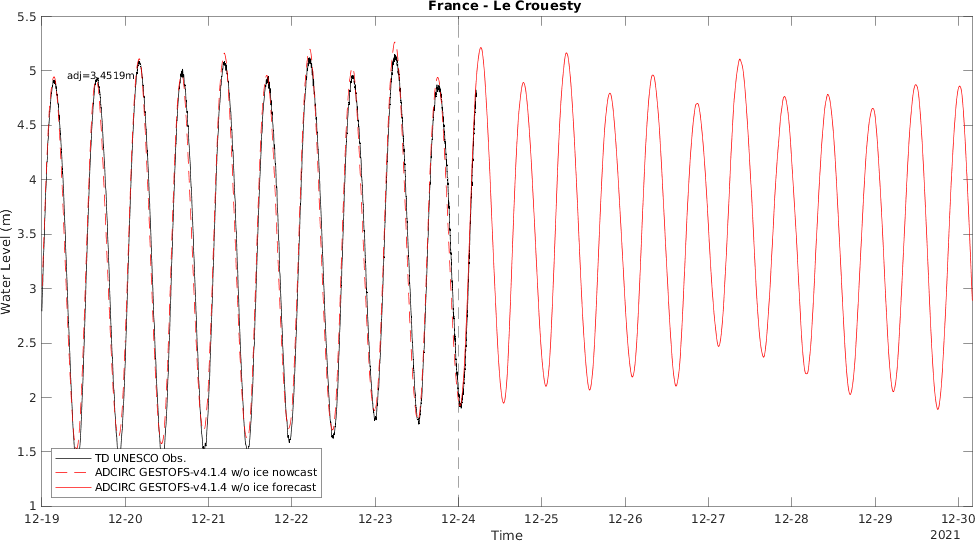 France - Le Crouesty
5.5
5
4.5
4
3.5
3
2.5
2
1.5
1
Water Level (m)
adj=3.4519m
TD UNESCO Obs.
ADCIRC GESTOFS-v4.1.4 w/o ice nowcast
ADCIRC GESTOFS-v4.1.4 w/o ice forecast
12-19 12-20 12-21 12-22 12-23 12-24 12-25 12-26 12-27 12-28 12-29 12-30
Time
2021